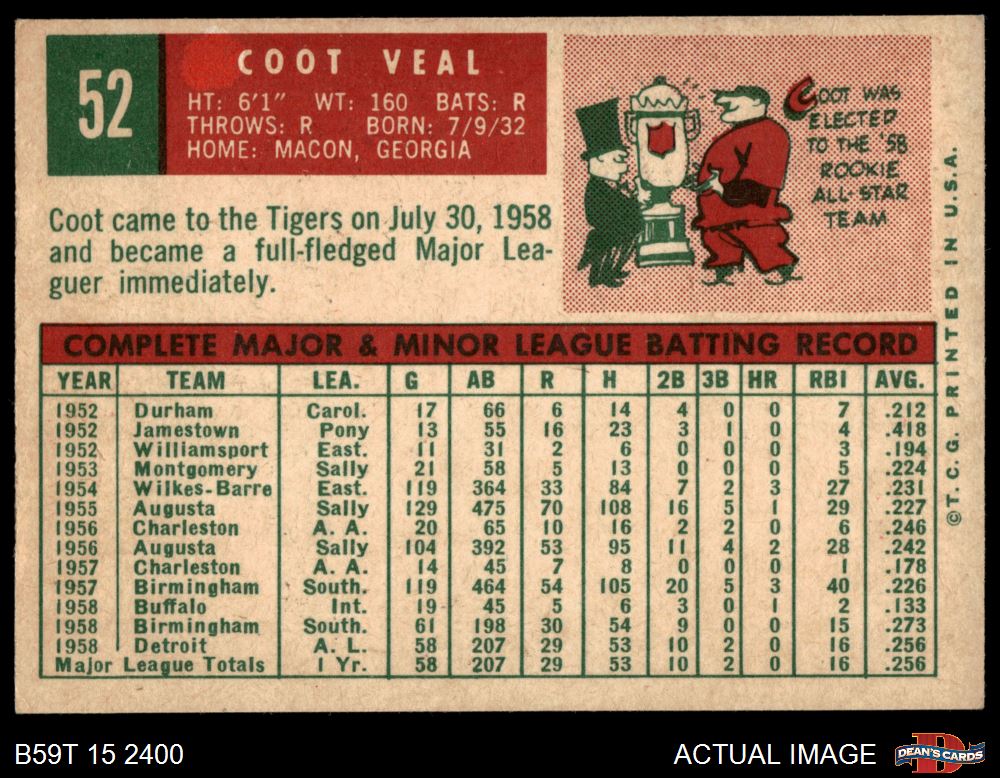 52
COOT VEAL
HT: 6'1" WT: 160 BATS: R
THROWS: R BORN: 7/9/32
HOME: MACON, GEORGIA
Coot came to the Tigers on July 30, 1958
and became a full-fledged Major Lea-
guer immediately.
COOT WAS
ELECTED
TO THE '58
ROOKIE
ALL-STAR
TEAM
©T. C. G. PRINTED IN U.S.A.
COMPLETE MAJOR & MINOR LEAGUE BATTING RECORD
YEAR TEAM LEA. G AB R H 2B 3B HR RBI AVG.
1952 Durham Carol. 17 66 6 14 4 0 0 7 .212
1952 Jamestown Pony 13 55 16 23 3 1 0 4 .418
1952 Williamsport East. 11 31 2 6 0 0 0 3 .194
1953 Montgomery Sally 21 58 5 13 0 0 0 5 .224
1954 Wilkes-Barre East. 119 364 33 84 7 2 3 27 .231
1955 Augusta Sally 129 475 70 108 16 5 1 29 .227
1956 Charleston A. A. 20 65 10 16 2 2 0 6 .246
1956 Augusta Sally 104 392 53 95 11 4 2 28 .242
1957 Charleston A. A. 14 45 7 8 0 0 0 1 .178
1957 Birmingham South. 119 464 54 105 20 5 3 40 .226
1958 Buffalo Int. 19 45 5 6 3 0 1 2 .133
1958 Birmingham South. 61 198 30 54 9 0 0 15 .273
1958 Detroit A. L. 58 207 29 53 10 2 0 16 .256
Major League Totals 1 Yr. 58 207 29 53 10 2 0 16 .256
B59T 15 2400
ACTUAL IMAGE
DEAN'S CARDS